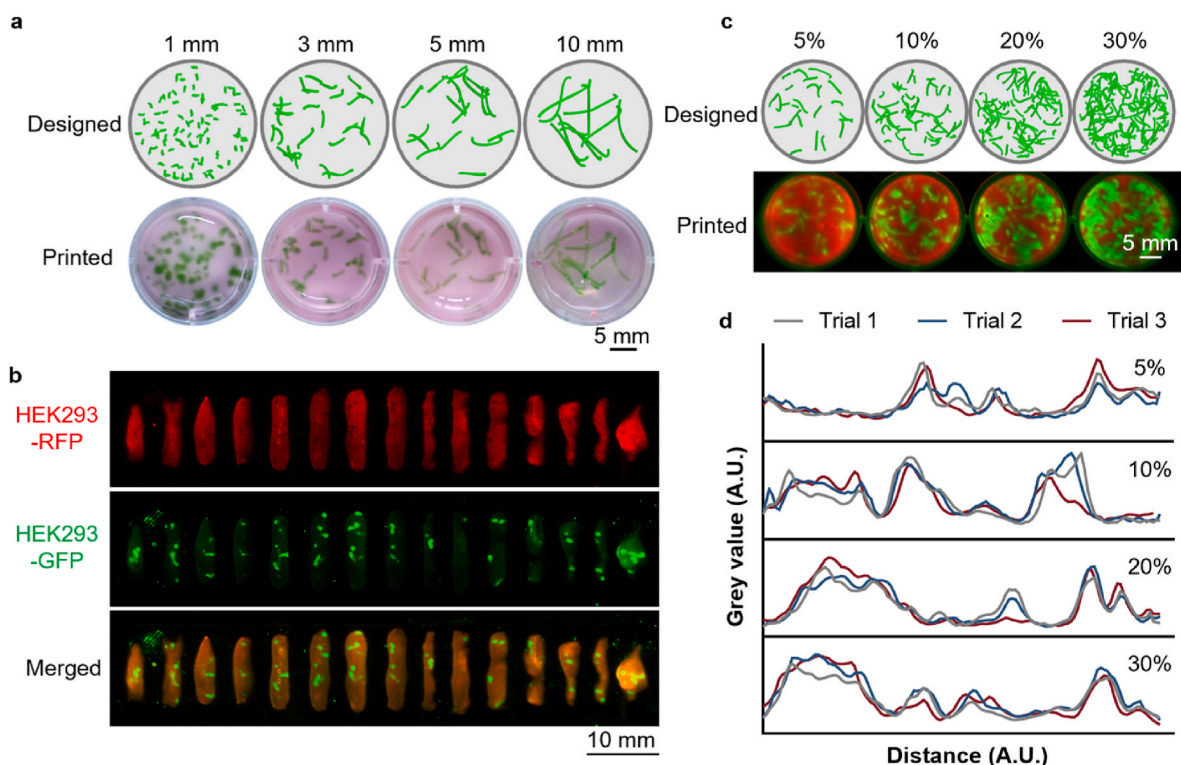 a
1 mm 3 mm 5 mm 10 mm
Designed
Printed
5 mm
b
HEK293
-RFP
HEK293
-GFP
Merged
10 mm
c
5% 10% 20% 30%
Designed
Printed
5 mm
d
Trial 1 Trial 2 Trial 3
5%
10%
20%
30%
Grey value (A.U.)
Distance (A.U.)